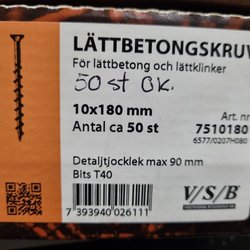 LÄTTBETONGSKRUV
För lättbetong och lättklinker
50 st OK.
10x180 mm
Antal ca 50 st
Art. nr
7510180
6577/0207H080
Detaljtjocklek max 90 mm
Bits T40
V/S/B
7 393940 026111